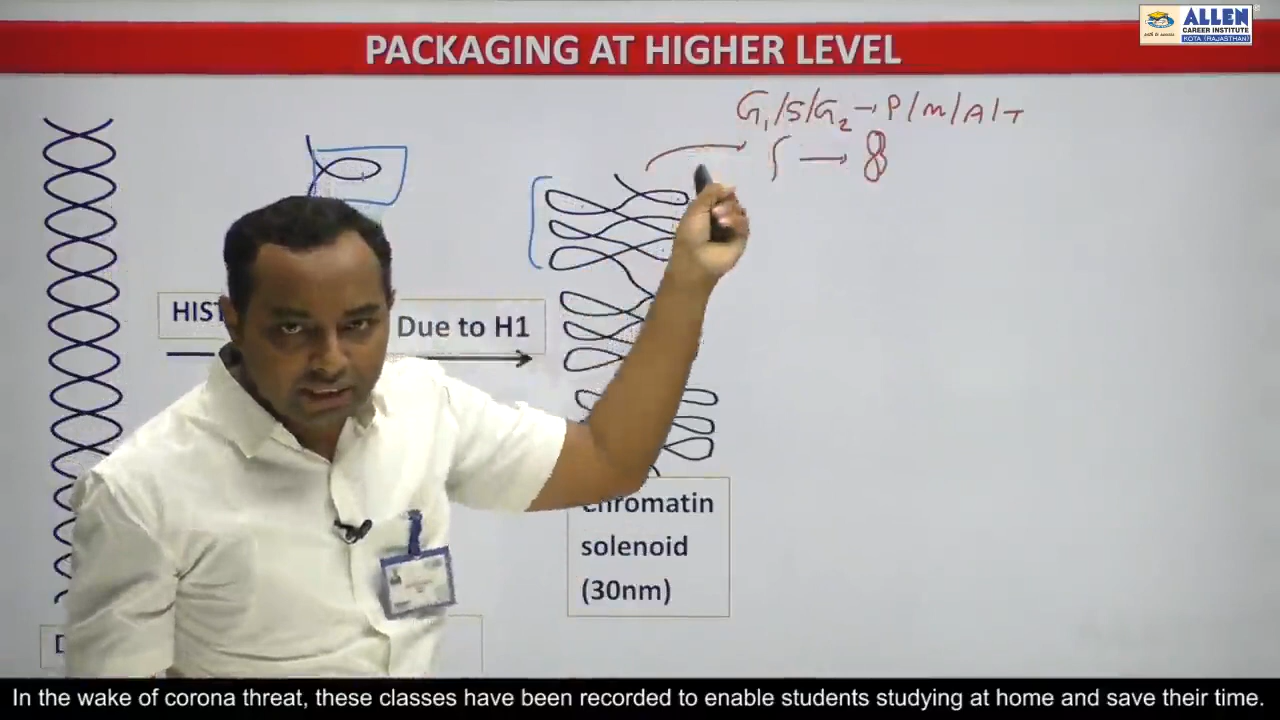 ALLEN
CAREER INSTITUTE
KOTA (RAJASTHAN)
PACKAGING AT HIGHER LEVEL
G₁/S/G₂ → P/M/A/T
HIST
Due to H1
Chromatin
solenoid
(30nm)
D
In the wake of corona threat, these classes have been recorded to enable students studying at home and save their time.